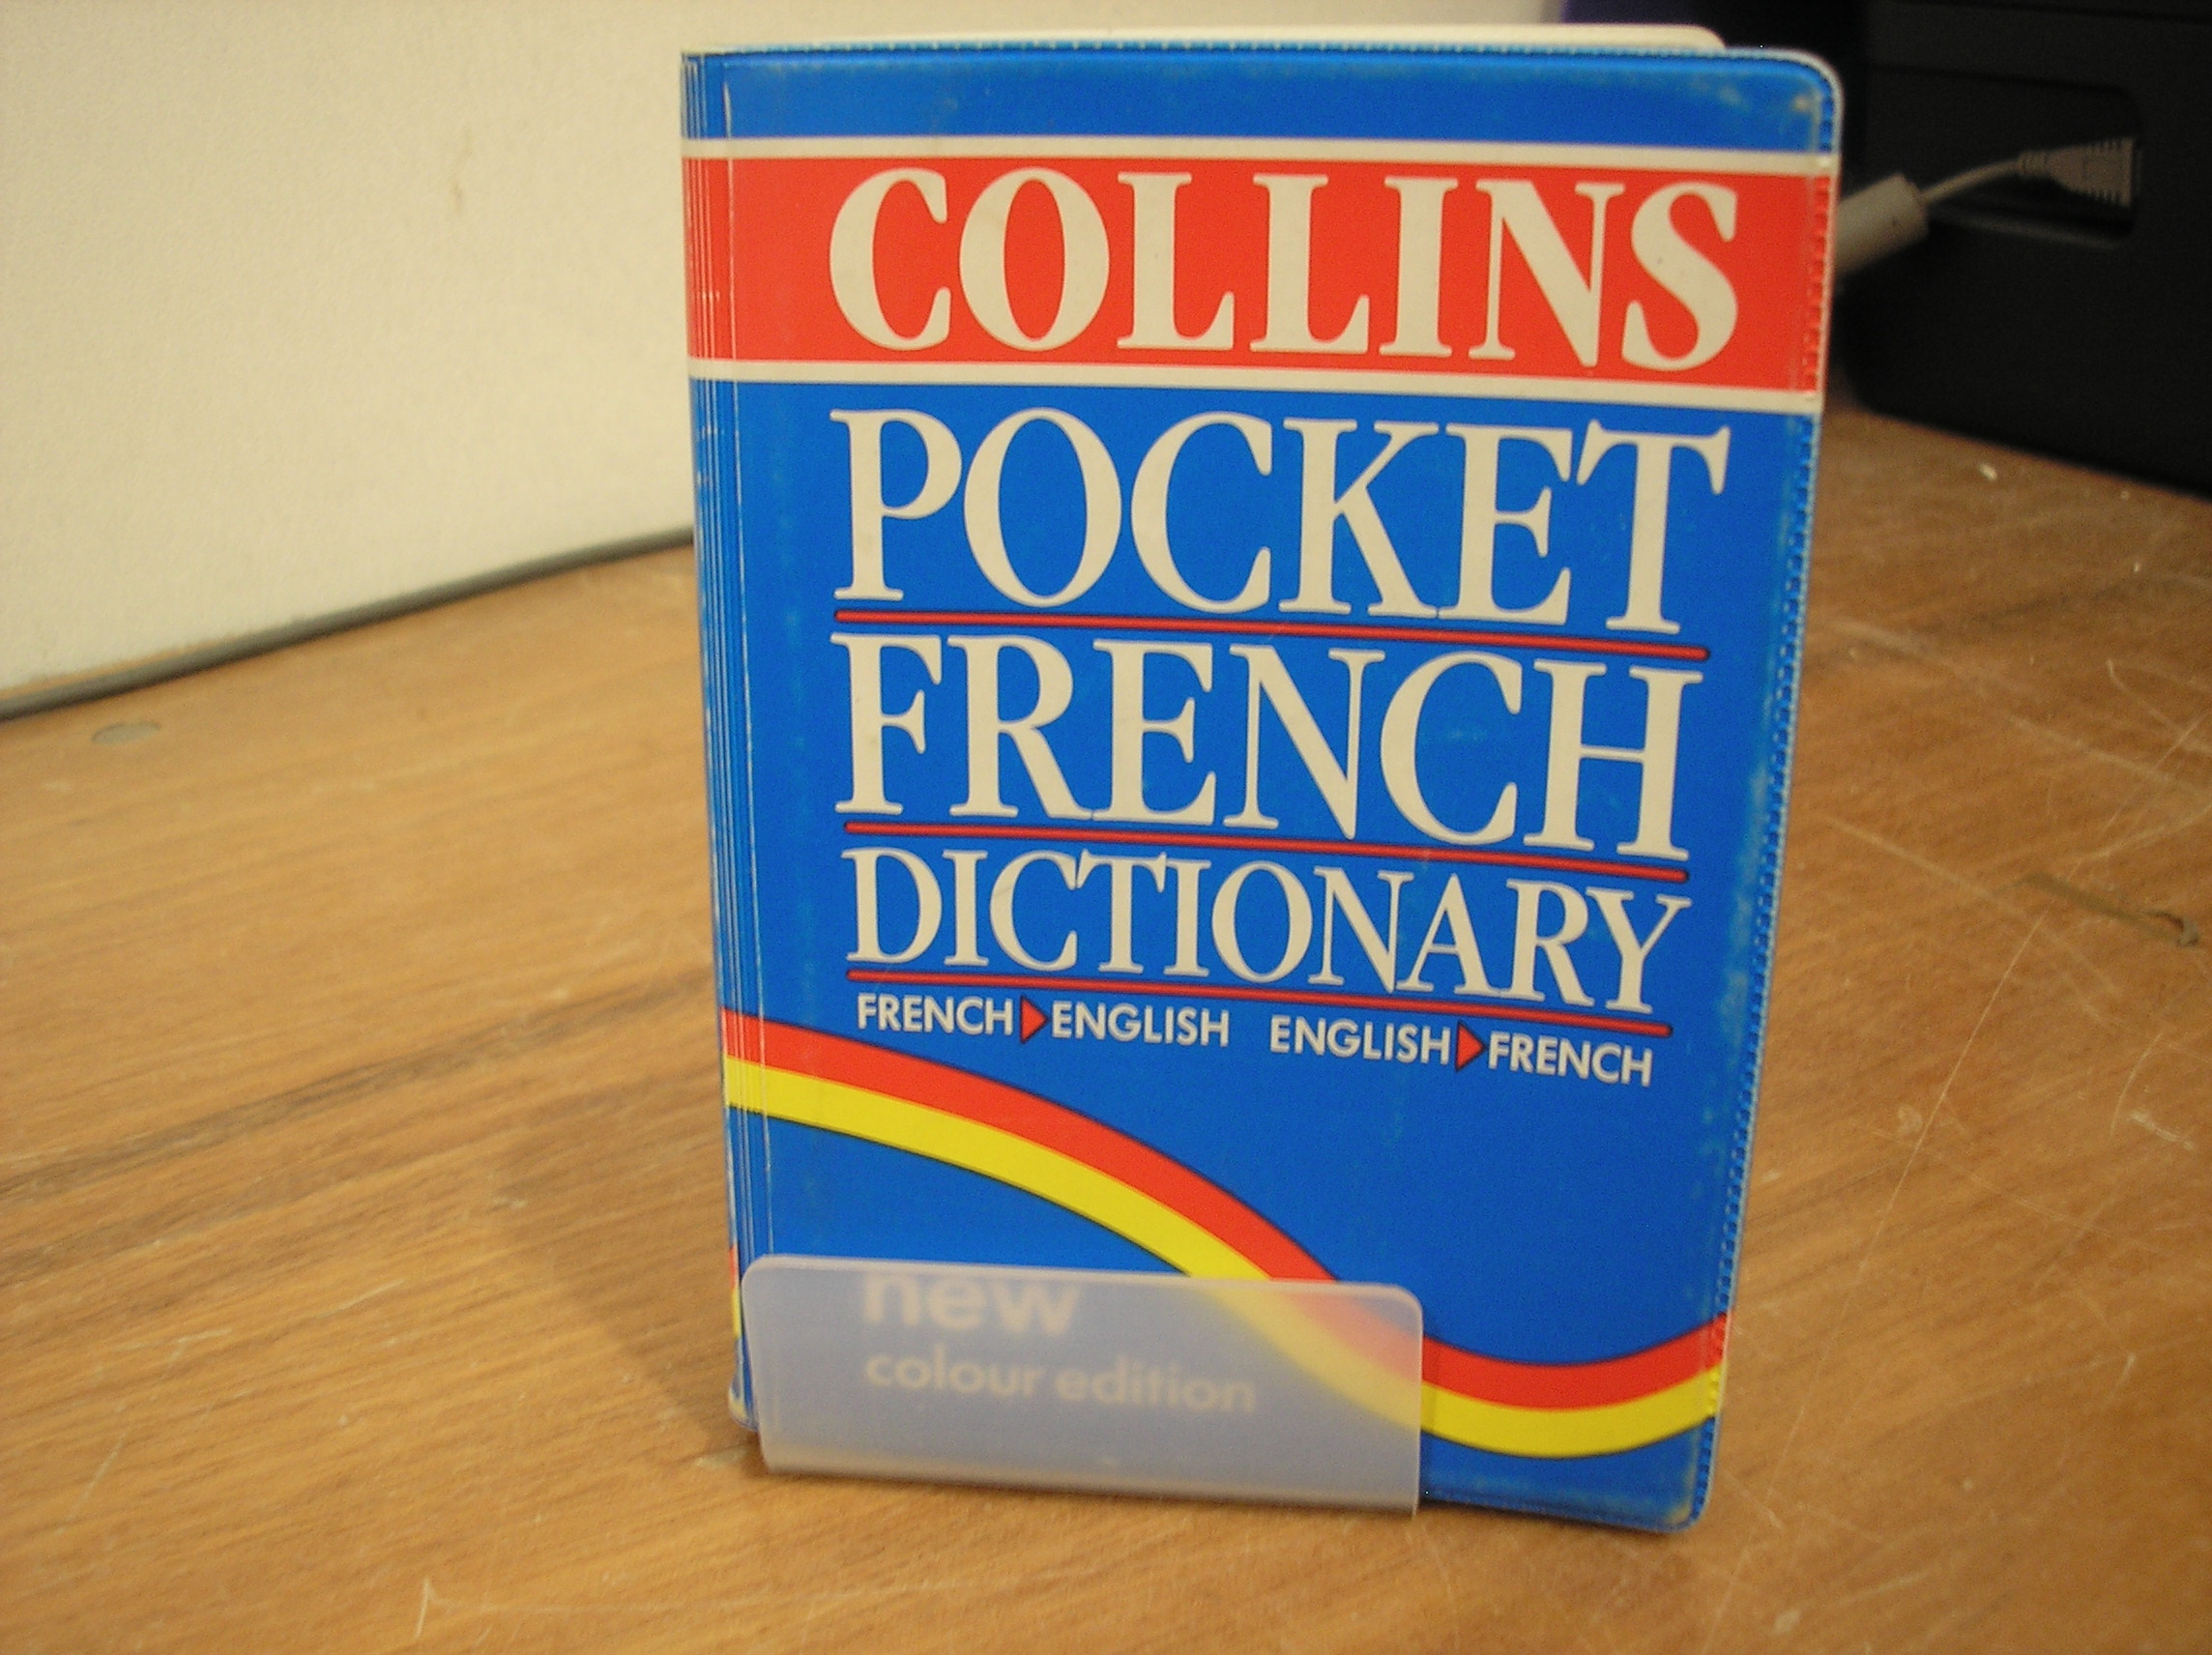 COLLINS
POCKET
FRENCH
DICTIONARY
FRENCH ENGLISH ENGLISH FRENCH
new
colour edition